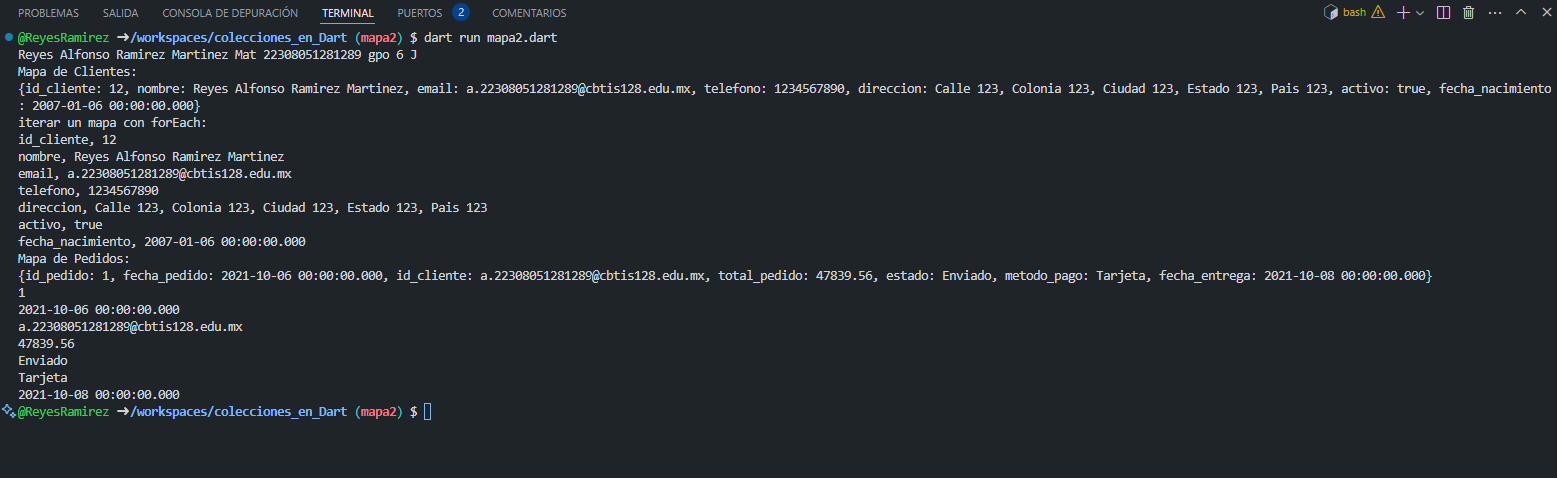 PROBLEMAS SALIDA CONSOLA DE DEPURACIÓN TERMINAL PUERTOS 2 COMENTARIOS bash
@ReyesRamirez ➜/workspaces/colecciones_en_Dart (mapa2) $ dart run mapa2.dart
Reyes Alfonso Ramirez Martinez Mat 22308051281289 gpo 6 J
Mapa de Clientes:
{id_cliente: 12, nombre: Reyes Alfonso Ramirez Martinez, email: a.22308051281289@cbtis128.edu.mx, telefono: 1234567890, direccion: Calle 123, Colonia 123, Ciudad 123, Estado 123, Pais 123, activo: true, fecha_nacimiento
: 2007-01-06 00:00:00.000}
iterar un mapa con forEach:
id_cliente, 12
nombre, Reyes Alfonso Ramirez Martinez
email, a.22308051281289@cbtis128.edu.mx
telefono, 1234567890
direccion, Calle 123, Colonia 123, Ciudad 123, Estado 123, Pais 123
activo, true
fecha_nacimiento, 2007-01-06 00:00:00.000
Mapa de Pedidos:
{id_pedido: 1, fecha_pedido: 2021-10-06 00:00:00.000, id_cliente: a.22308051281289@cbtis128.edu.mx, total_pedido: 47839.56, estado: Enviado, metodo_pago: Tarjeta, fecha_entrega: 2021-10-08 00:00:00.000}
1
2021-10-06 00:00:00.000
a.22308051281289@cbtis128.edu.mx
47839.56
Enviado
Tarjeta
2021-10-08 00:00:00.000
@ReyesRamirez ➜/workspaces/colecciones_en_Dart (mapa2) $